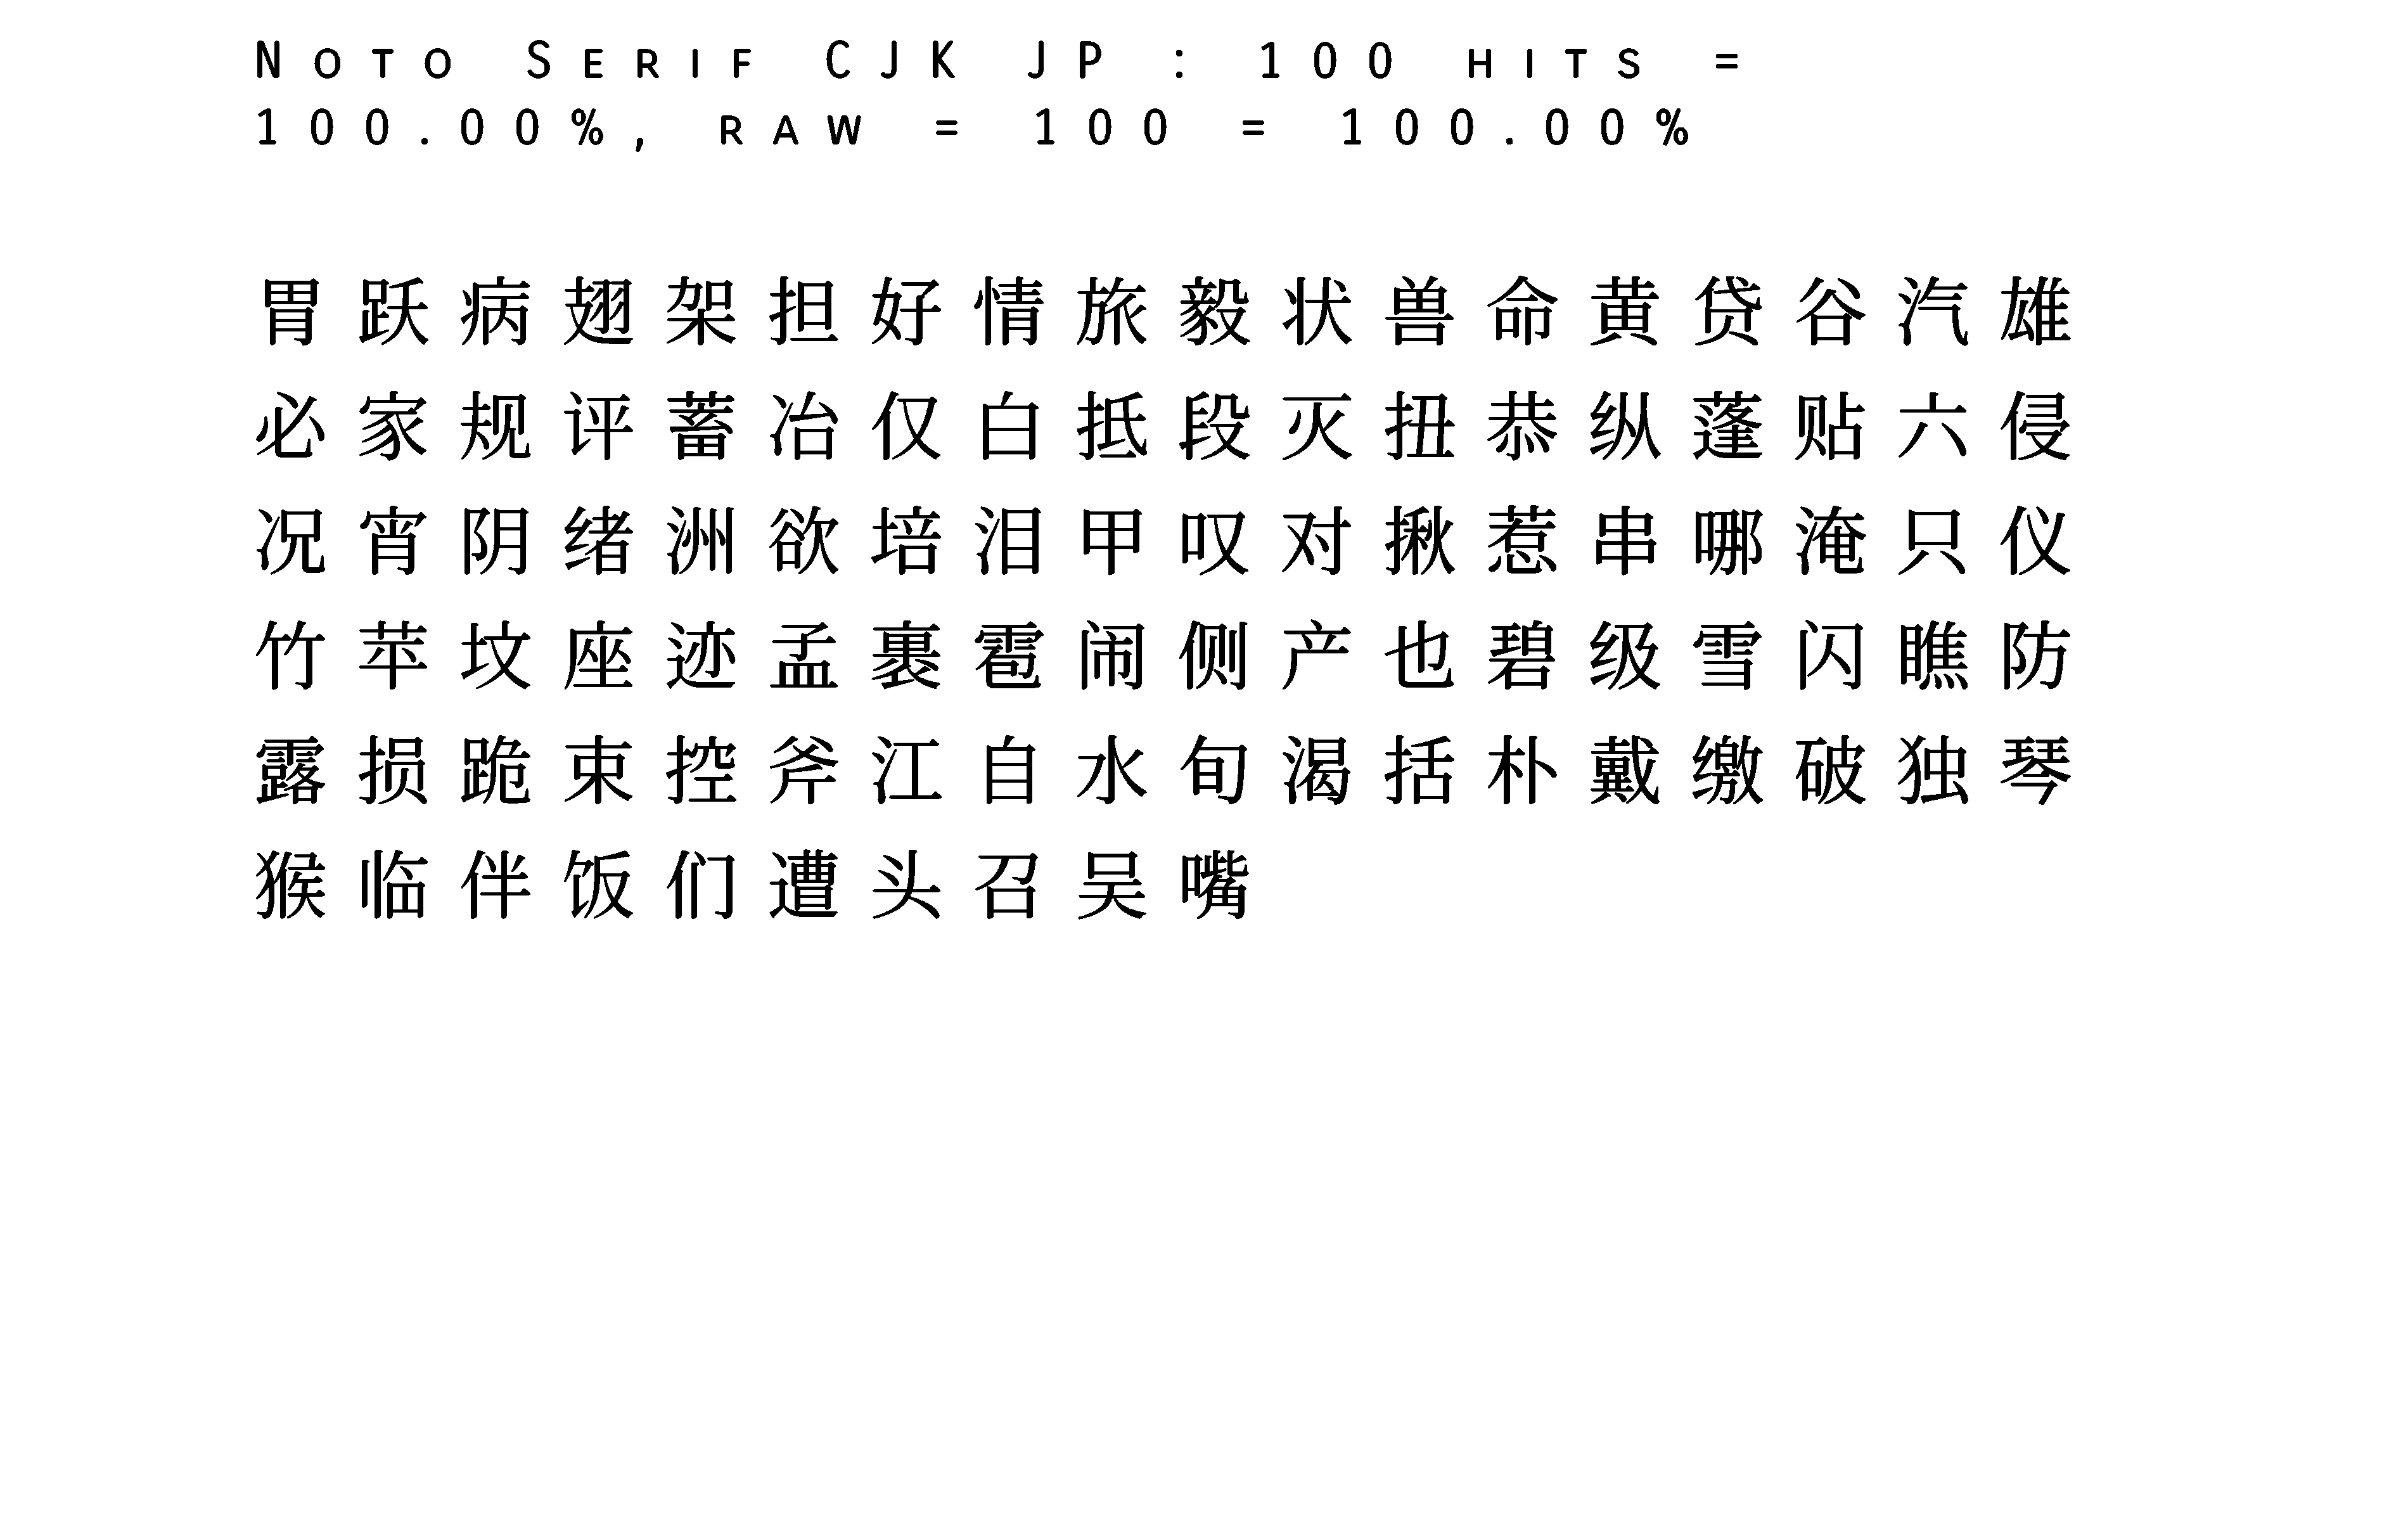 Noto Serif CJK JP : 100 hits =
100.00%, raw = 100 = 100.00%
胃跃病翅架担好情旅毅状兽命黄贷谷汽雄
必家规评蓄冶仅白抵段灭扭恭纵蓬贴六侵
况宵阴绪洲欲培泪甲叹对揪惹串哪淹只仪
竹苹坟座迹孟裹雹闹侧产也碧级雪闪瞧防
露损跪束控斧江自水旬渴括朴戴缴破独琴
猴临伴饭们遭头召吴嘴